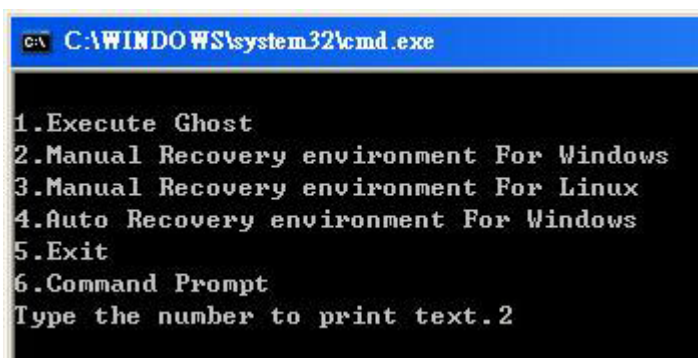 C:\WINDOWS\system32\cmd.exe
1.Execute Ghost
2.Manual Recovery environment For Windows
3.Manual Recovery environment For Linux
4.Auto Recovery environment For Windows
5.Exit
6.Command Prompt
Type the number to print text.2